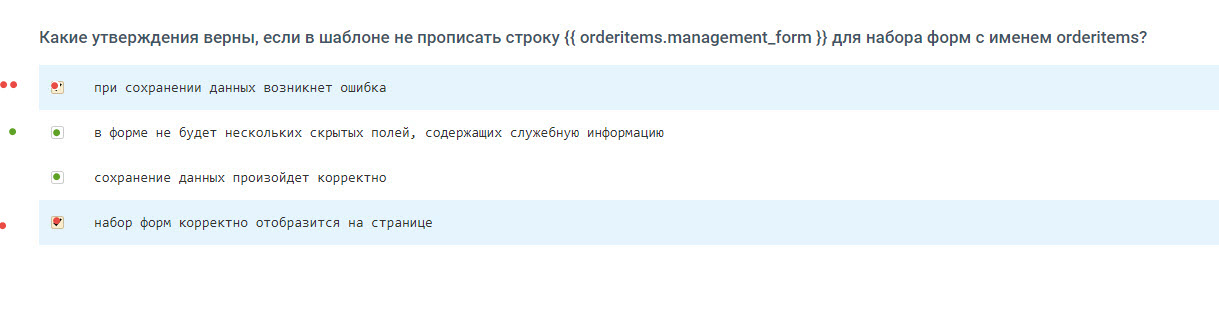 Какие утверждения верны, если в шаблоне не прописать строку {{ orderitems.management_form }} для набора форм с именем orderitems?
при сохранении данных возникнет ошибка
в форме не будет нескольких скрытых полей, содержащих служебную информацию
сохранение данных произойдет корректно
набор форм корректно отобразится на странице